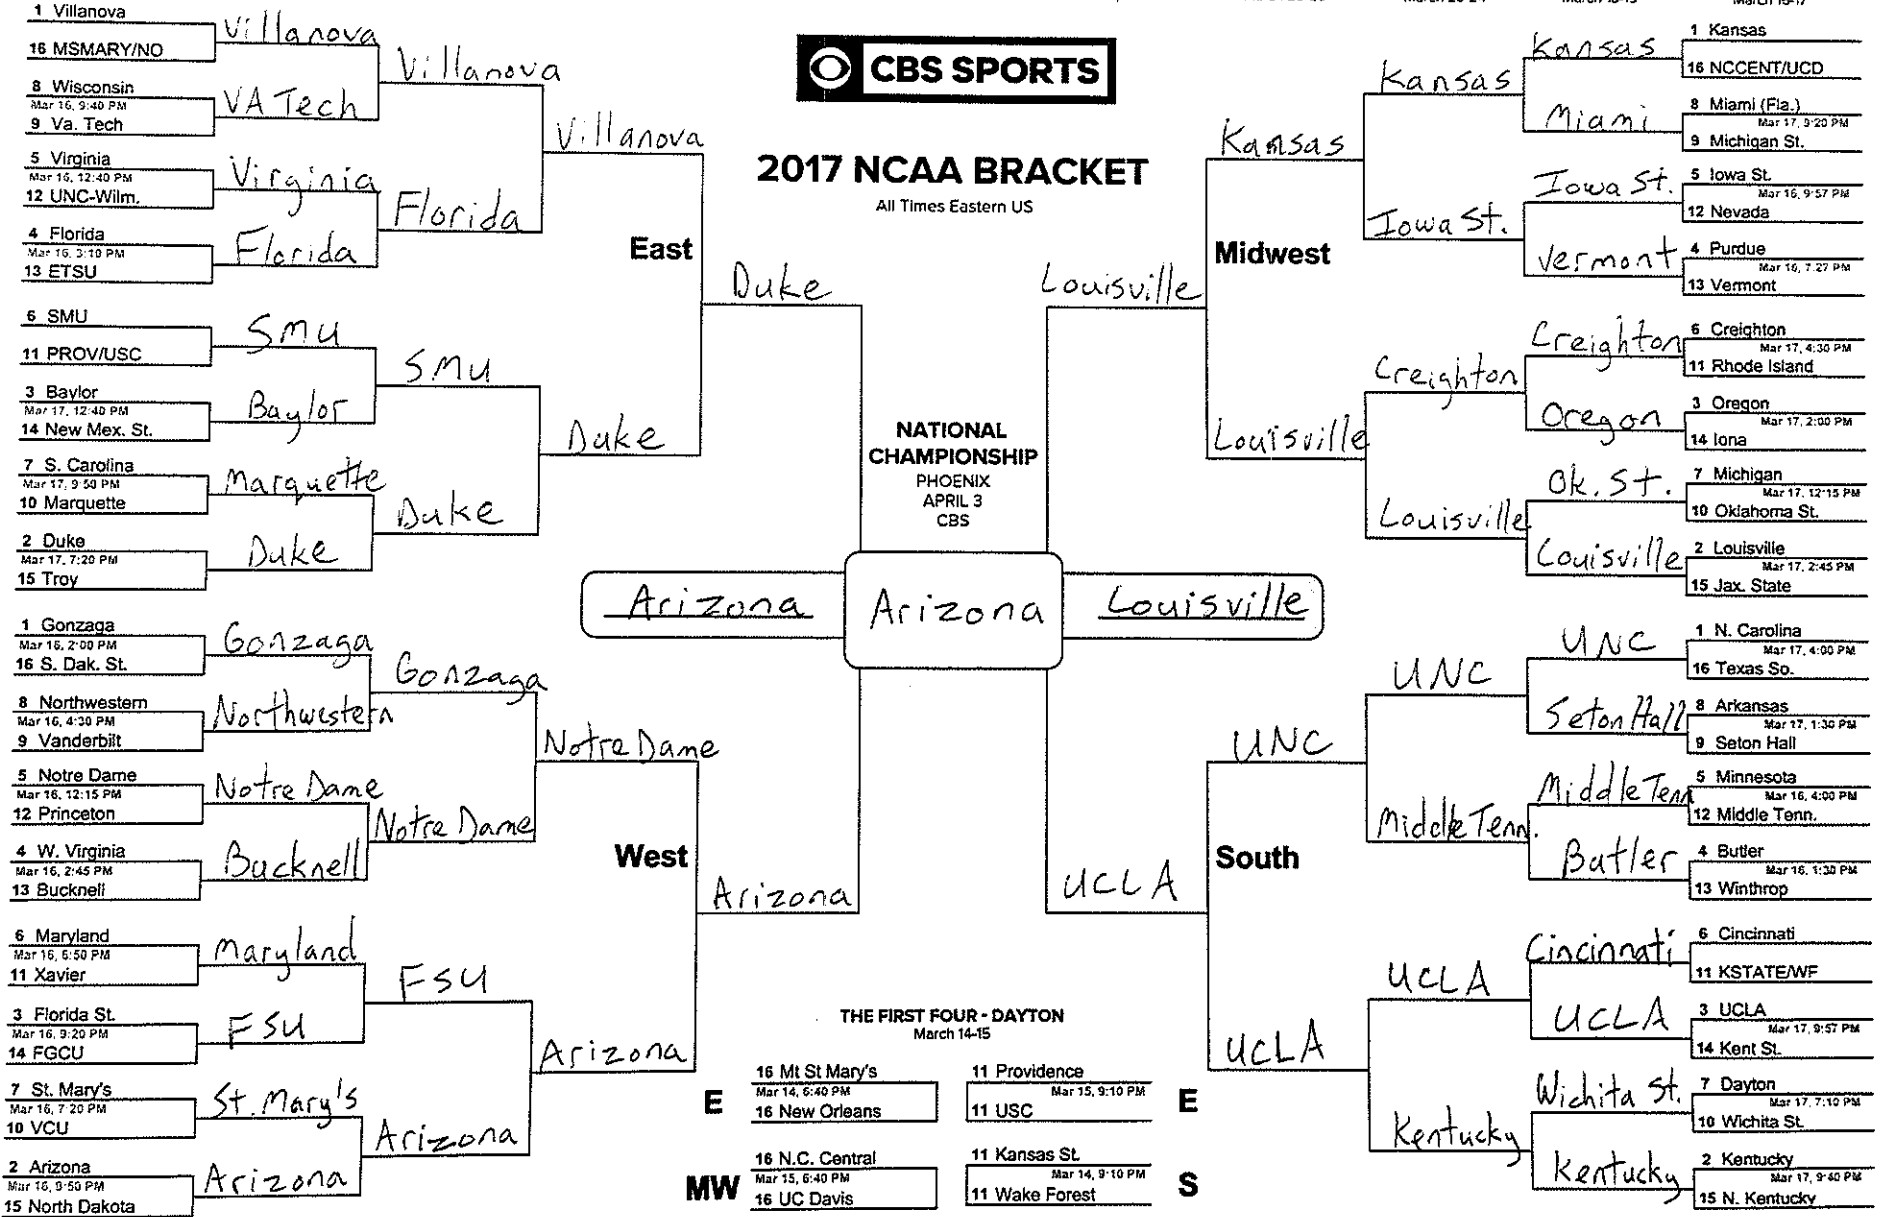 1 Villanova
16 MSMARY/NO
Villanova
8 Wisconsin
Mar 16, 9:40 PM
9 Va. Tech
VA Tech
Villanova
5 Virginia
Mar 16, 12:40 PM
12 UNC-Wilm.
Virginia
4 Florida
Mar 16, 3:10 PM
13 ETSU
Florida
Florida
Villanova
East
6 SMU
11 PROV/USC
SMU
3 Baylor
Mar 17, 12:40 PM
14 New Mex. St.
Baylor
SMU
7 S. Carolina
Mar 17, 9:50 PM
10 Marquette
Marquette
2 Duke
Mar 17, 7:20 PM
15 Troy
Duke
Duke
Duke
Duke
1 Gonzaga
Mar 16, 2:00 PM
16 S. Dak. St.
Gonzaga
8 Northwestern
Mar 16, 4:30 PM
9 Vanderbilt
Northwestern
Gonzaga
5 Notre Dame
Mar 16, 12:15 PM
12 Princeton
Notre Dame
4 W. Virginia
Mar 16, 2:45 PM
13 Bucknell
Bucknell
Notre Dame
Notre Dame
West
6 Maryland
Mar 16, 6:50 PM
11 Xavier
Maryland
3 Florida St.
Mar 16, 9:20 PM
14 FGCU
FSU
FSU
7 St. Mary's
Mar 16, 7:20 PM
10 VCU
St. Mary's
2 Arizona
Mar 16, 9:50 PM
15 North Dakota
Arizona
Arizona
Arizona
Arizona
CBS SPORTS
2017 NCAA BRACKET
All Times Eastern US
NATIONAL
CHAMPIONSHIP
PHOENIX
APRIL 3
CBS
Arizona
Arizona
Louisville
THE FIRST FOUR - DAYTON
March 14-15
E
16 Mt St Mary's
Mar 14, 6:40 PM
16 New Orleans
11 Providence
Mar 15, 9:10 PM
11 USC
E
MW
16 N.C. Central
Mar 15, 6:40 PM
16 UC Davis
11 Kansas St.
Mar 14, 9:10 PM
11 Wake Forest
S
1 Kansas
16 NCCENT/UCD
Kansas
8 Miami (Fla.)
Mar 17, 9:20 PM
9 Michigan St.
Miami
Kansas
5 Iowa St.
Mar 16, 9:57 PM
12 Nevada
Iowa St.
4 Purdue
Mar 16, 7:27 PM
13 Vermont
Vermont
Iowa St.
Kansas
Midwest
6 Creighton
Mar 17, 4:30 PM
11 Rhode Island
Creighton
3 Oregon
Mar 17, 2:00 PM
14 Iona
Oregon
Creighton
7 Michigan
Mar 17, 12:15 PM
10 Oklahoma St.
Ok. St.
2 Louisville
Mar 17, 2:45 PM
15 Jax. State
Louisville
Louisville
Louisville
Louisville
1 N. Carolina
Mar 17, 4:00 PM
16 Texas So.
UNC
8 Arkansas
Mar 17, 1:30 PM
9 Seton Hall
Seton Hall
UNC
5 Minnesota
Mar 16, 4:00 PM
12 Middle Tenn.
Middle Tenn
4 Butler
Mar 16, 1:30 PM
13 Winthrop
Butler
Middle Tenn.
UNC
South
6 Cincinnati
11 KSTATE/WF
Cincinnati
3 UCLA
Mar 17, 9:57 PM
14 Kent St.
UCLA
UCLA
7 Dayton
Mar 17, 7:10 PM
10 Wichita St.
Wichita St.
2 Kentucky
Mar 17, 9:40 PM
15 N. Kentucky
Kentucky
Kentucky
UCLA
UCLA